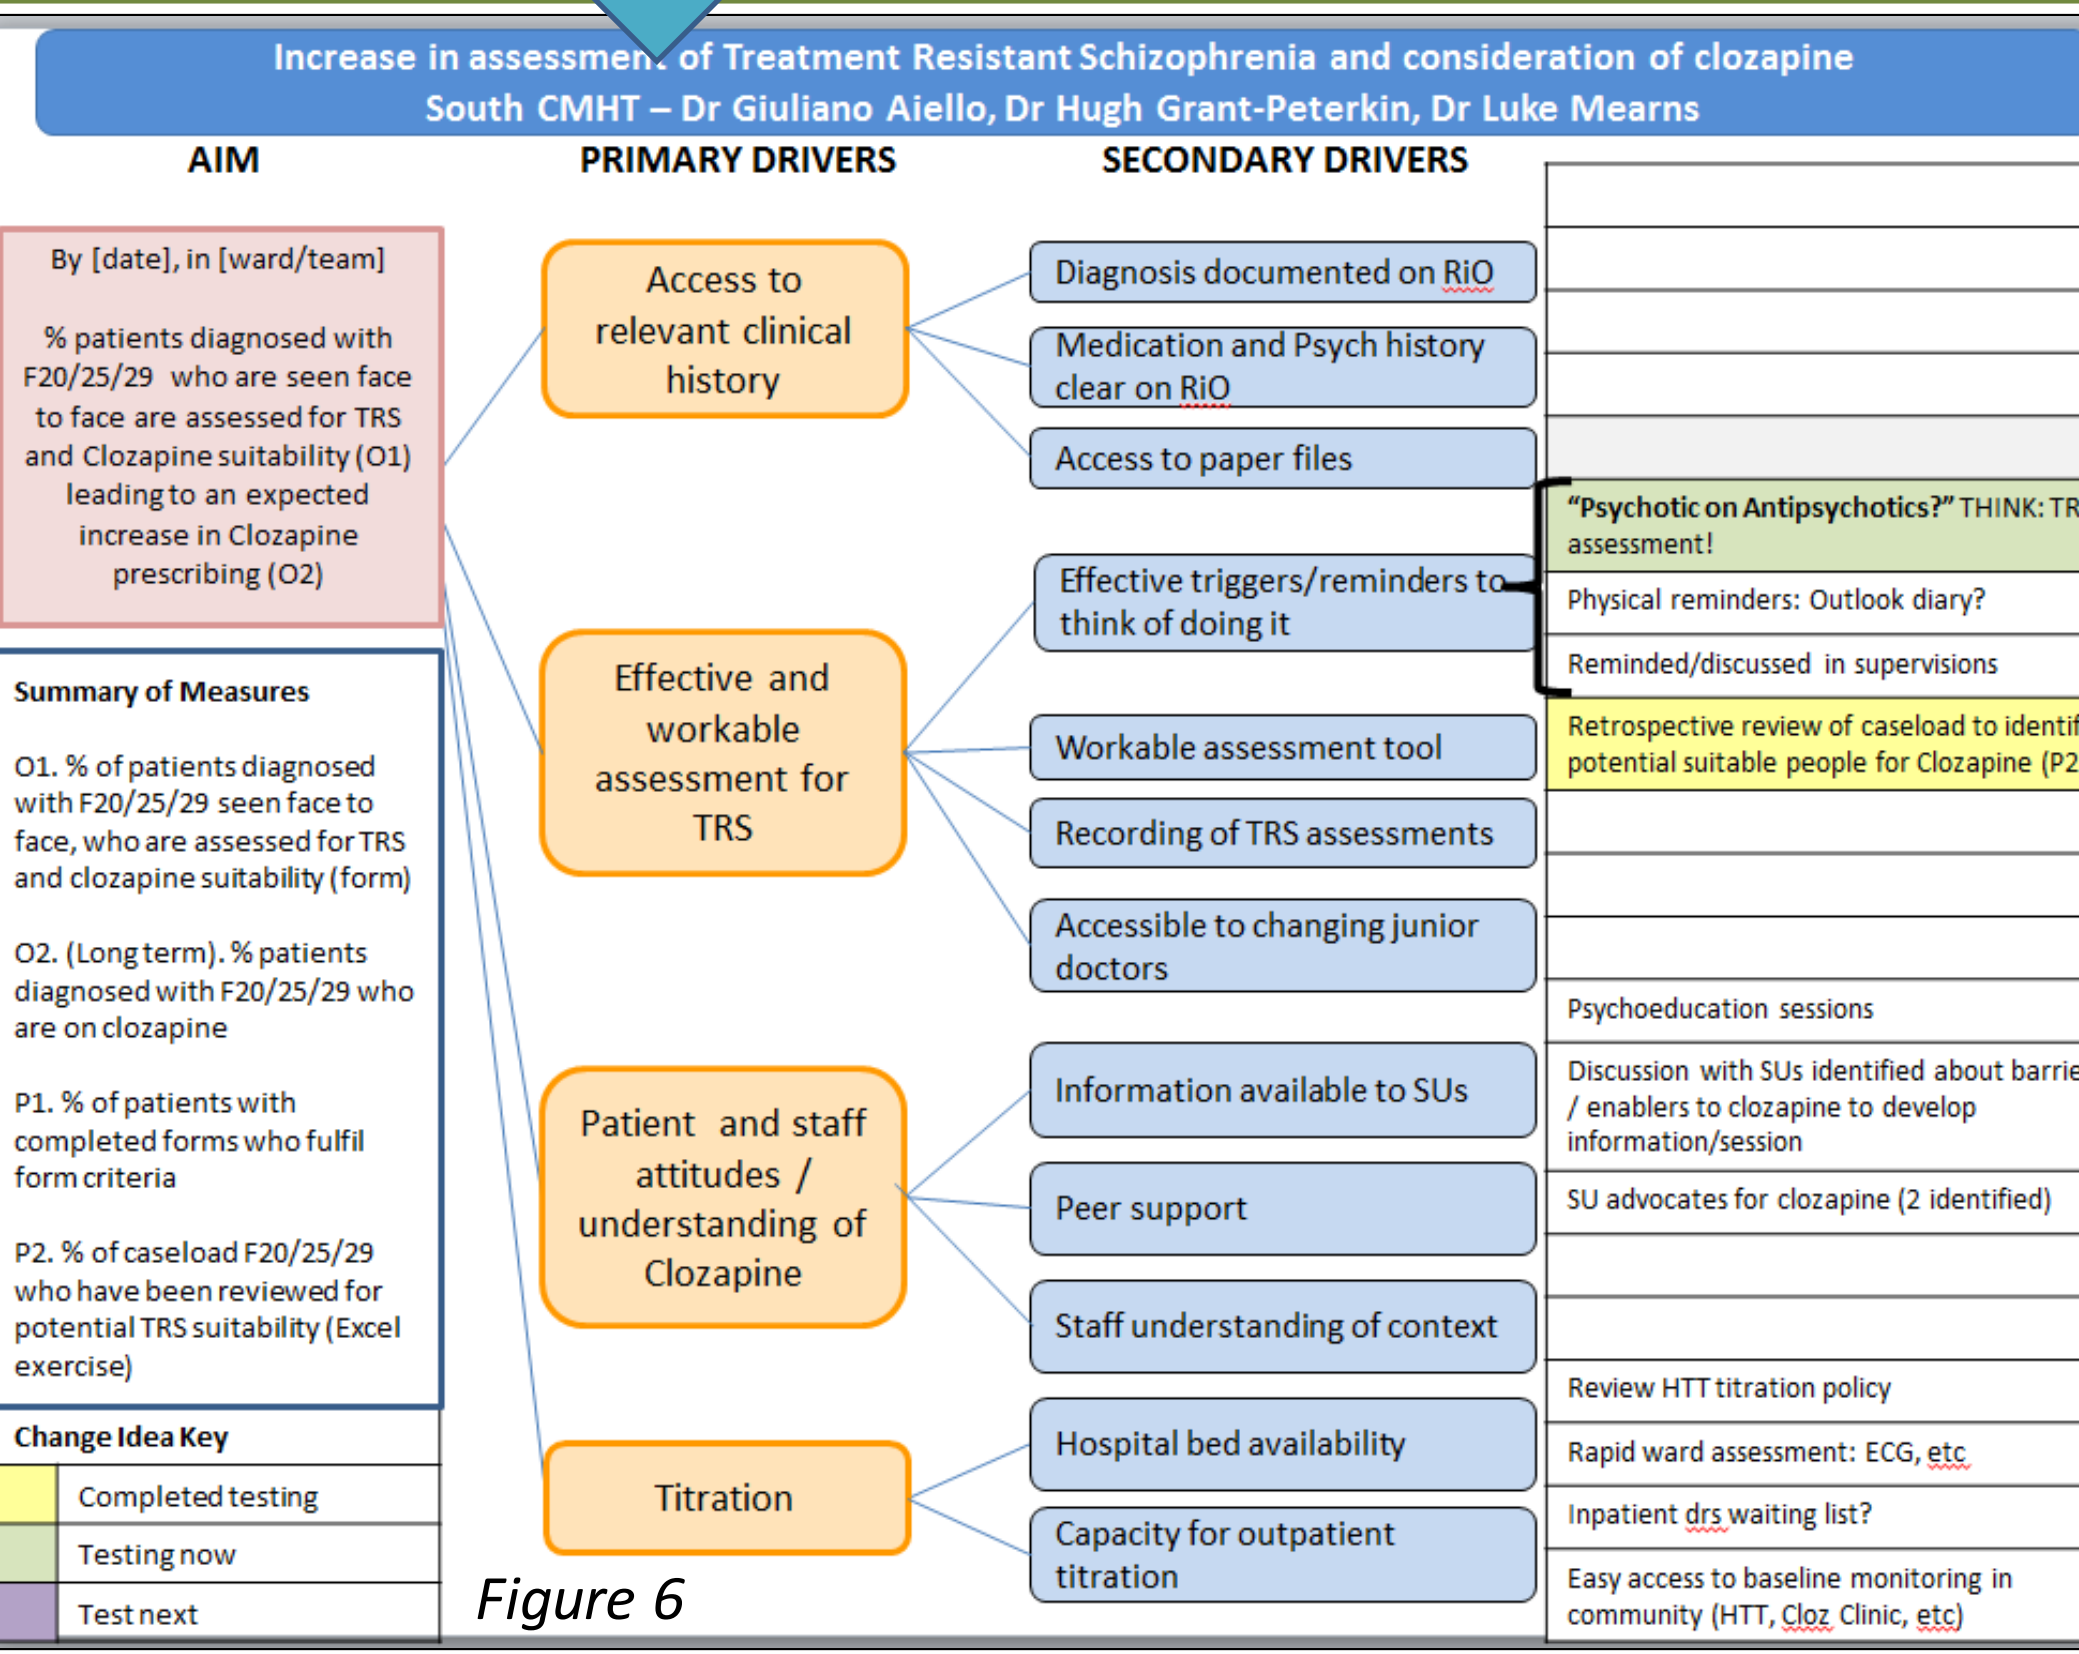 Increase in assessment of Treatment Resistant Schizophrenia and consideration of clozapine
South CMHT – Dr Giuliano Aiello, Dr Hugh Grant-Peterkin, Dr Luke Mearns
AIM
PRIMARY DRIVERS
SECONDARY DRIVERS
By [date], in [ward/team]
% patients diagnosed with
F20/25/29 who are seen face
to face are assessed for TRS
and Clozapine suitability (O1)
leading to an expected
increase in Clozapine
prescribing (O2)
Summary of Measures
O1. % of patients diagnosed
with F20/25/29 seen face to
face, who are assessed for TRS
and clozapine suitability (form)
O2. (Long term). % patients
diagnosed with F20/25/29 who
are on clozapine
P1. % of patients with
completed forms who fulfil
form criteria
P2. % of caseload F20/25/29
who have been reviewed for
potential TRS suitability (Excel
exercise)
Change Idea Key
Completed testing
Testing now
Test next
Access to
relevant clinical
history
Effective and
workable
assessment for
TRS
Patient and staff
attitudes /
understanding of
Clozapine
Titration
Figure 6
Diagnosis documented on RiO
Medication and Psych history
clear on RiO
Access to paper files
Effective triggers/reminders to
think of doing it
Workable assessment tool
Recording of TRS assessments
Accessible to changing junior
doctors
Information available to SUs
Peer support
Staff understanding of context
Hospital bed availability
Capacity for outpatient
titration
“Psychotic on Antipsychotics?” THINK: TR
assessment!
Physical reminders: Outlook diary?
Reminded/discussed in supervisions
Retrospective review of caseload to identif
potential suitable people for Clozapine (P2
Psychoeducation sessions
Discussion with SUs identified about barrie
/ enablers to clozapine to develop
information/session
SU advocates for clozapine (2 identified)
Review HTT titration policy
Rapid ward assessment: ECG, etc
Inpatient drs waiting list?
Easy access to baseline monitoring in
community (HTT, Cloz Clinic, etc)